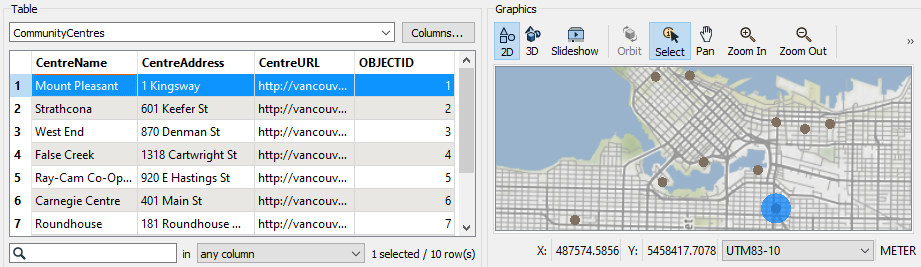 Table
CommunityCentres Columns...
CentreName CentreAddress CentreURL OBJECTID
1 Mount Pleasant 1 Kingsway http://vancouv... 1
2 Strathcona 601 Keefer St http://vancouv... 2
3 West End 870 Denman St http://vancouv... 3
4 False Creek 1318 Cartwright St http://vancouv... 4
5 Ray-Cam Co-Op... 920 E Hastings St http://vancouv... 5
6 Carnegie Centre 401 Main St http://vancouv... 6
7 Roundhouse 181 Roundhouse ... http://vancouv... 7
in any column 1 selected / 10 row(s)
Graphics
2D 3D Slideshow Orbit Select Pan Zoom In Zoom Out »
et
X: 487574.5856 Y: 5458417.7078 UTM83-10 METER